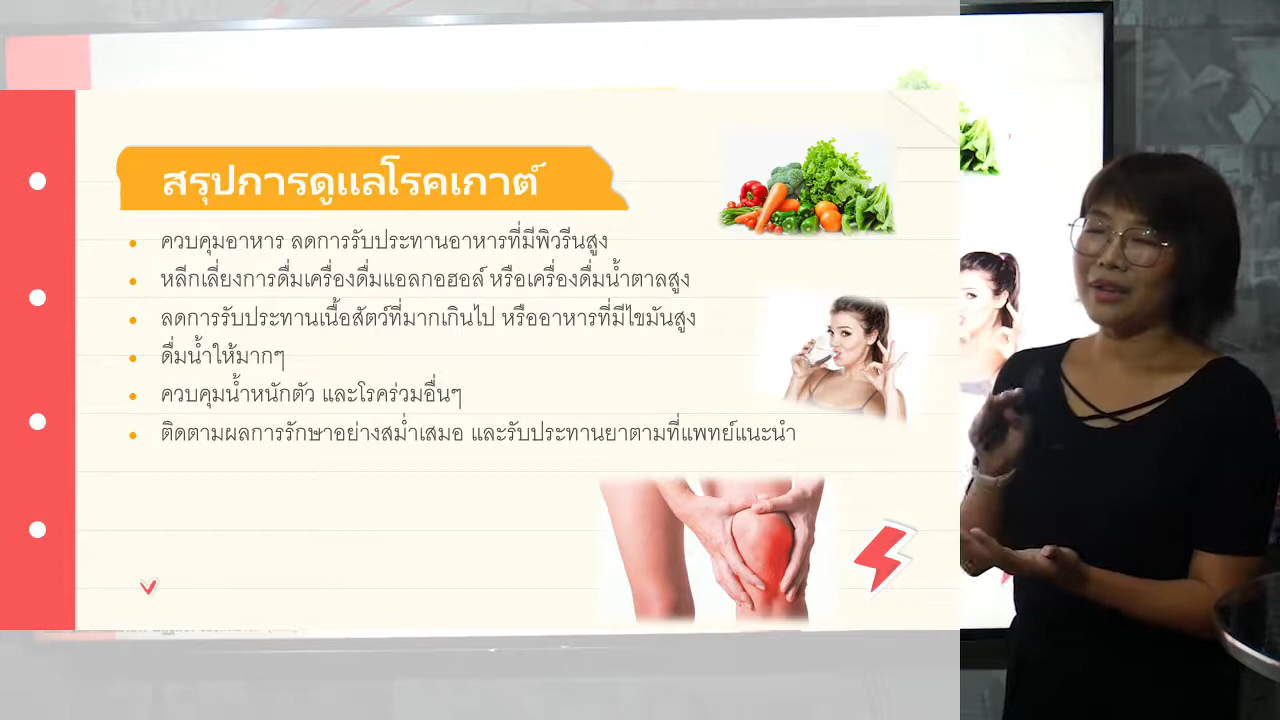 สรุปการดูแลโรคเกาต์
ควบคุมอาหาร ลดการรับประทานอาหารที่มีพิวรีนสูง
หลีกเลี่ยงการดื่มเครื่องดื่มแอลกอฮอล์ หรือเครื่องดื่มน้ำตาลสูง
ลดการรับประทานเนื้อสัตว์ที่มากเกินไป หรืออาหารที่มีไขมันสูง
ดื่มน้ำให้มากๆ
ควบคุมน้ำหนักตัว และโรคร่วมอื่นๆ
ติดตามผลการรักษาอย่างสม่ำเสมอ และรับประทานยาตามที่แพทย์แนะนำ